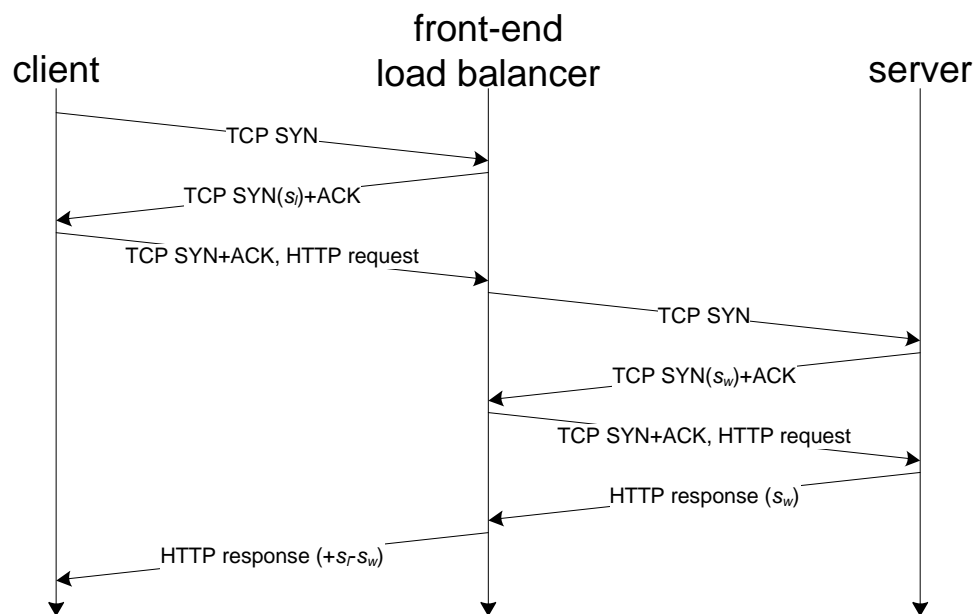 front-end
client load balancer server
TCP SYN
TCP SYN(sl)+ACK
TCP SYN+ACK, HTTP request
TCP SYN
TCP SYN(sw)+ACK
TCP SYN+ACK, HTTP request
HTTP response (sw)
HTTP response (+sl-sw)